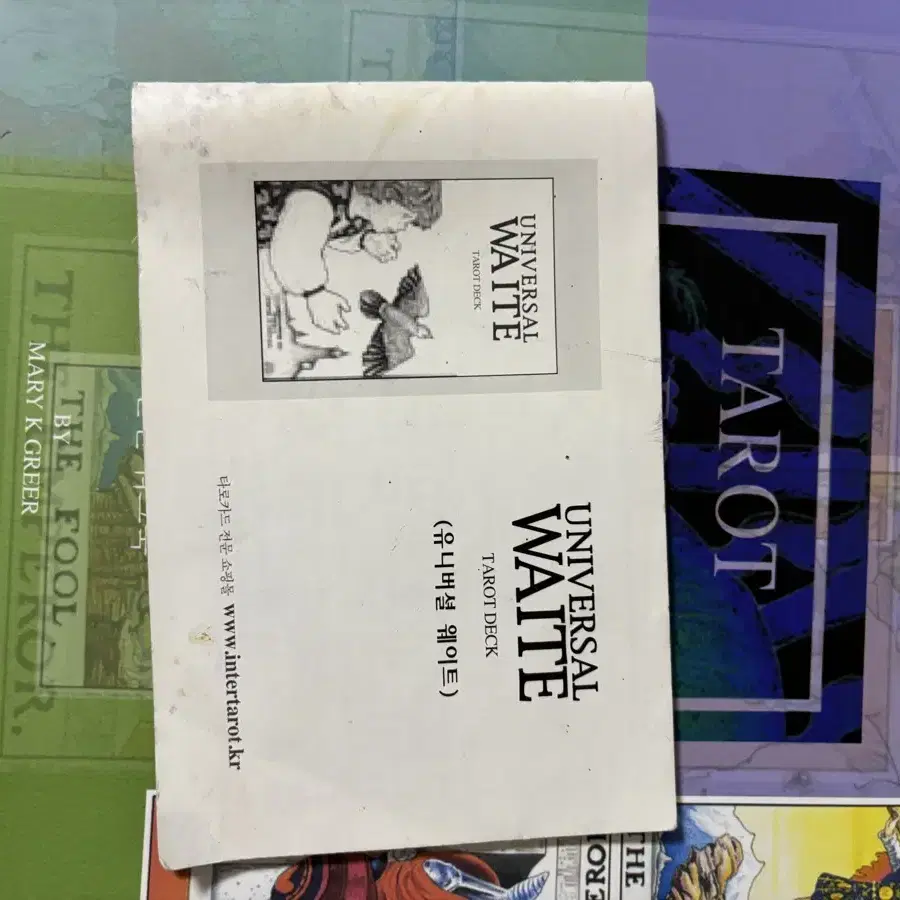 UNIVERSAL
WAITE
TAROT DECK
UNIVERSAL
WAITE
TAROT DECK
(유니버셜 웨이트)
타로카드 전문 쇼핑몰 www.intertarot.kr
TAROT
THE FOOL
BY
MARY K GREER
THE